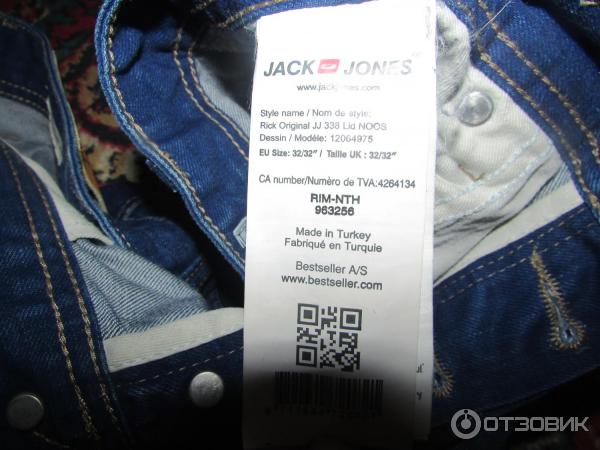 JACK JONES
www.jackjones.com
Style name / Nom de style:
Rick Original JJ 338 Lid NOOS
Dessin / Modèle: 12064975
EU Size: 32/32" / Taille UK : 32/32"
CA number/Numèro de TVA:4264134
RIM-NTH
963256
Made in Turkey
Fabriqué en Turquie
Bestseller A/S
www.bestseller.com
ОТЗОВИК